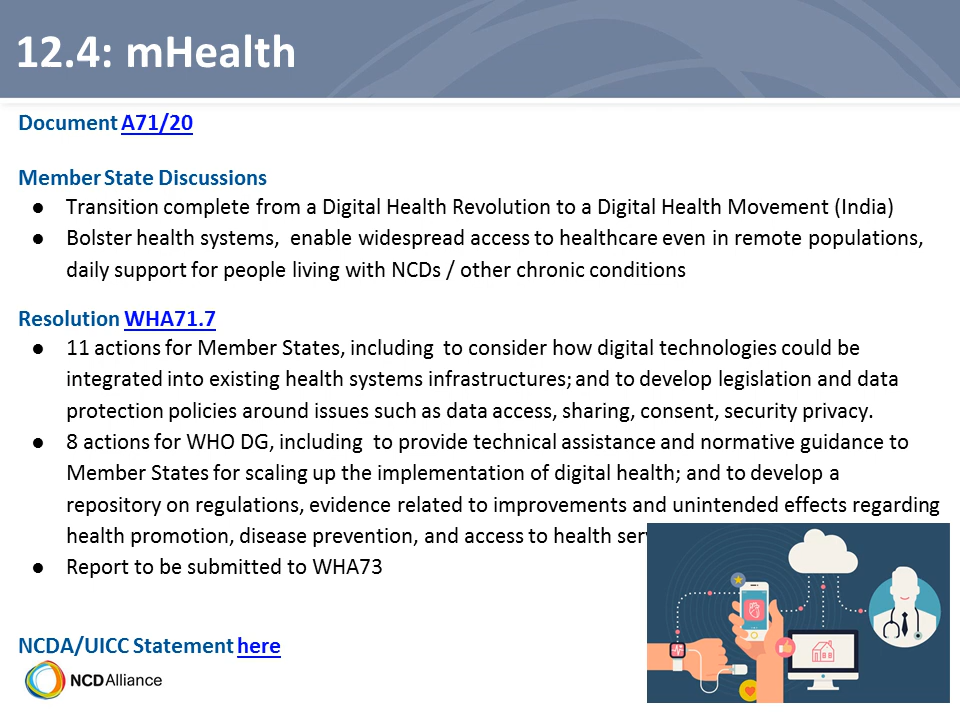 12.4: mHealth
Document A71/20
Member State Discussions
● Transition complete from a Digital Health Revolution to a Digital Health Movement (India)
● Bolster health systems,  enable widespread access to healthcare even in remote populations,
daily support for people living with NCDs / other chronic conditions
Resolution WHA71.7
● 11 actions for Member States, including  to consider how digital technologies could be
integrated into existing health systems infrastructures; and to develop legislation and data
protection policies around issues such as data access, sharing, consent, security privacy.
● 8 actions for WHO DG, including  to provide technical assistance and normative guidance to
Member States for scaling up the implementation of digital health; and to develop a
repository on regulations, evidence related to improvements and unintended effects regarding
health promotion, disease prevention, and access to health
● Report to be submitted to WHA73
NCDA/UICC Statement here
NCD Alliance